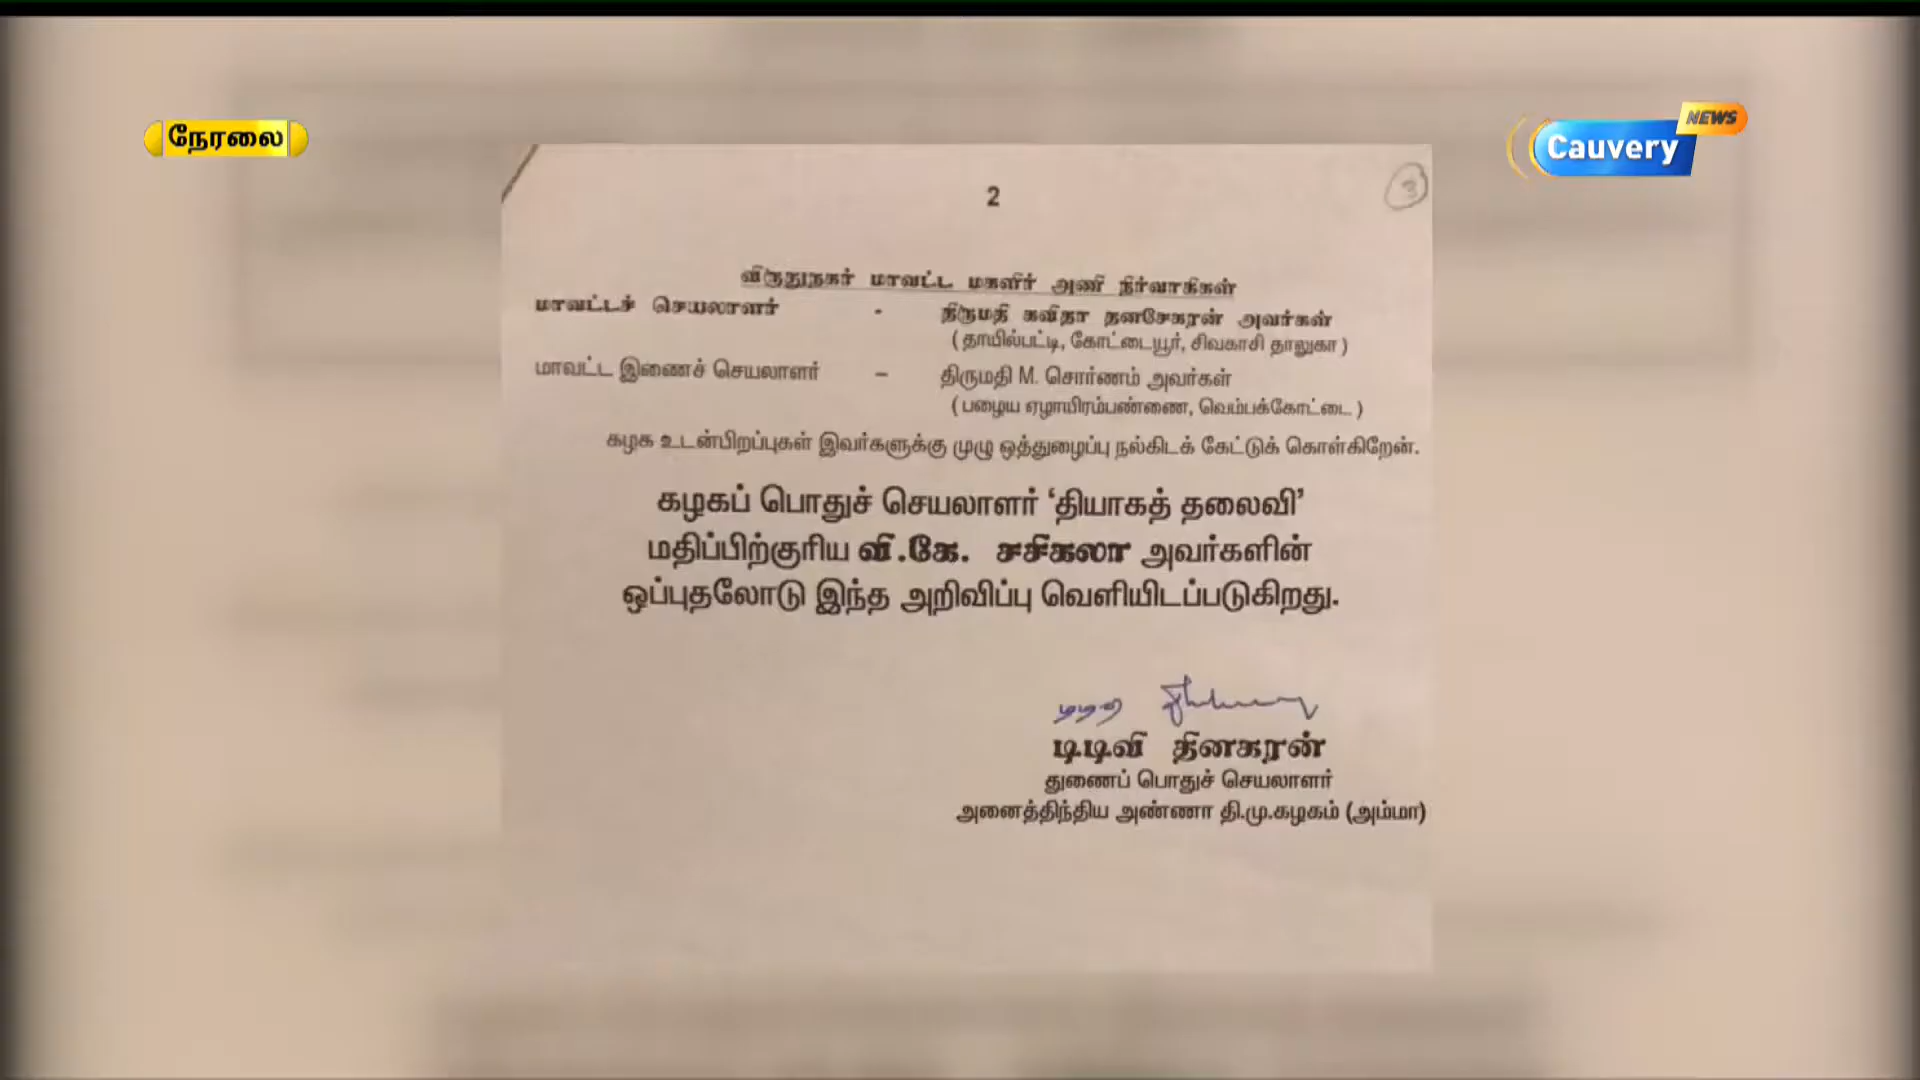 நேரலை
Cauvery NEWS
2
3
விருதுநகர் மாவட்ட மகளிர் அணி நிர்வாகிகள்
மாவட்டச் செயலாளர் - திருமதி கவிதா தனசேகரன் அவர்கள்
( தாயில்பட்டி, கோட்டையூர், சிவகாசி தாலுகா )
மாவட்ட இணைச் செயலாளர் – திருமதி M. சொர்ணம் அவர்கள்
( பழைய ஏழாயிரம்பண்ணை, வெம்பக்கோட்டை )
கழக உடன்பிறப்புகள் இவர்களுக்கு முழு ஒத்துழைப்பு நல்கிடக் கேட்டுக் கொள்கிறேன்.
கழகப் பொதுச் செயலாளர் ‘தியாகத் தலைவி’
மதிப்பிற்குரிய வி.கே. சசிகலா அவர்களின்
ஒப்புதலோடு இந்த அறிவிப்பு வெளியிடப்படுகிறது.
டி.டி.வி தினகரன்
துணைப் பொதுச் செயலாளர்
அனைத்திந்திய அண்ணா தி.மு.கழகம் (அம்மா)